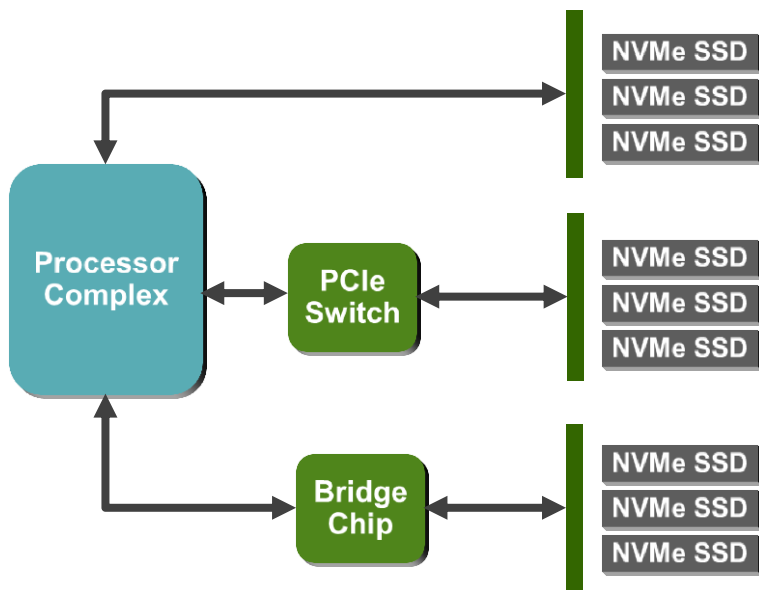 NVMe SSD
NVMe SSD
NVMe SSD
Processor
Complex
PCIe
Switch
NVMe SSD
NVMe SSD
NVMe SSD
Bridge
Chip
NVMe SSD
NVMe SSD
NVMe SSD